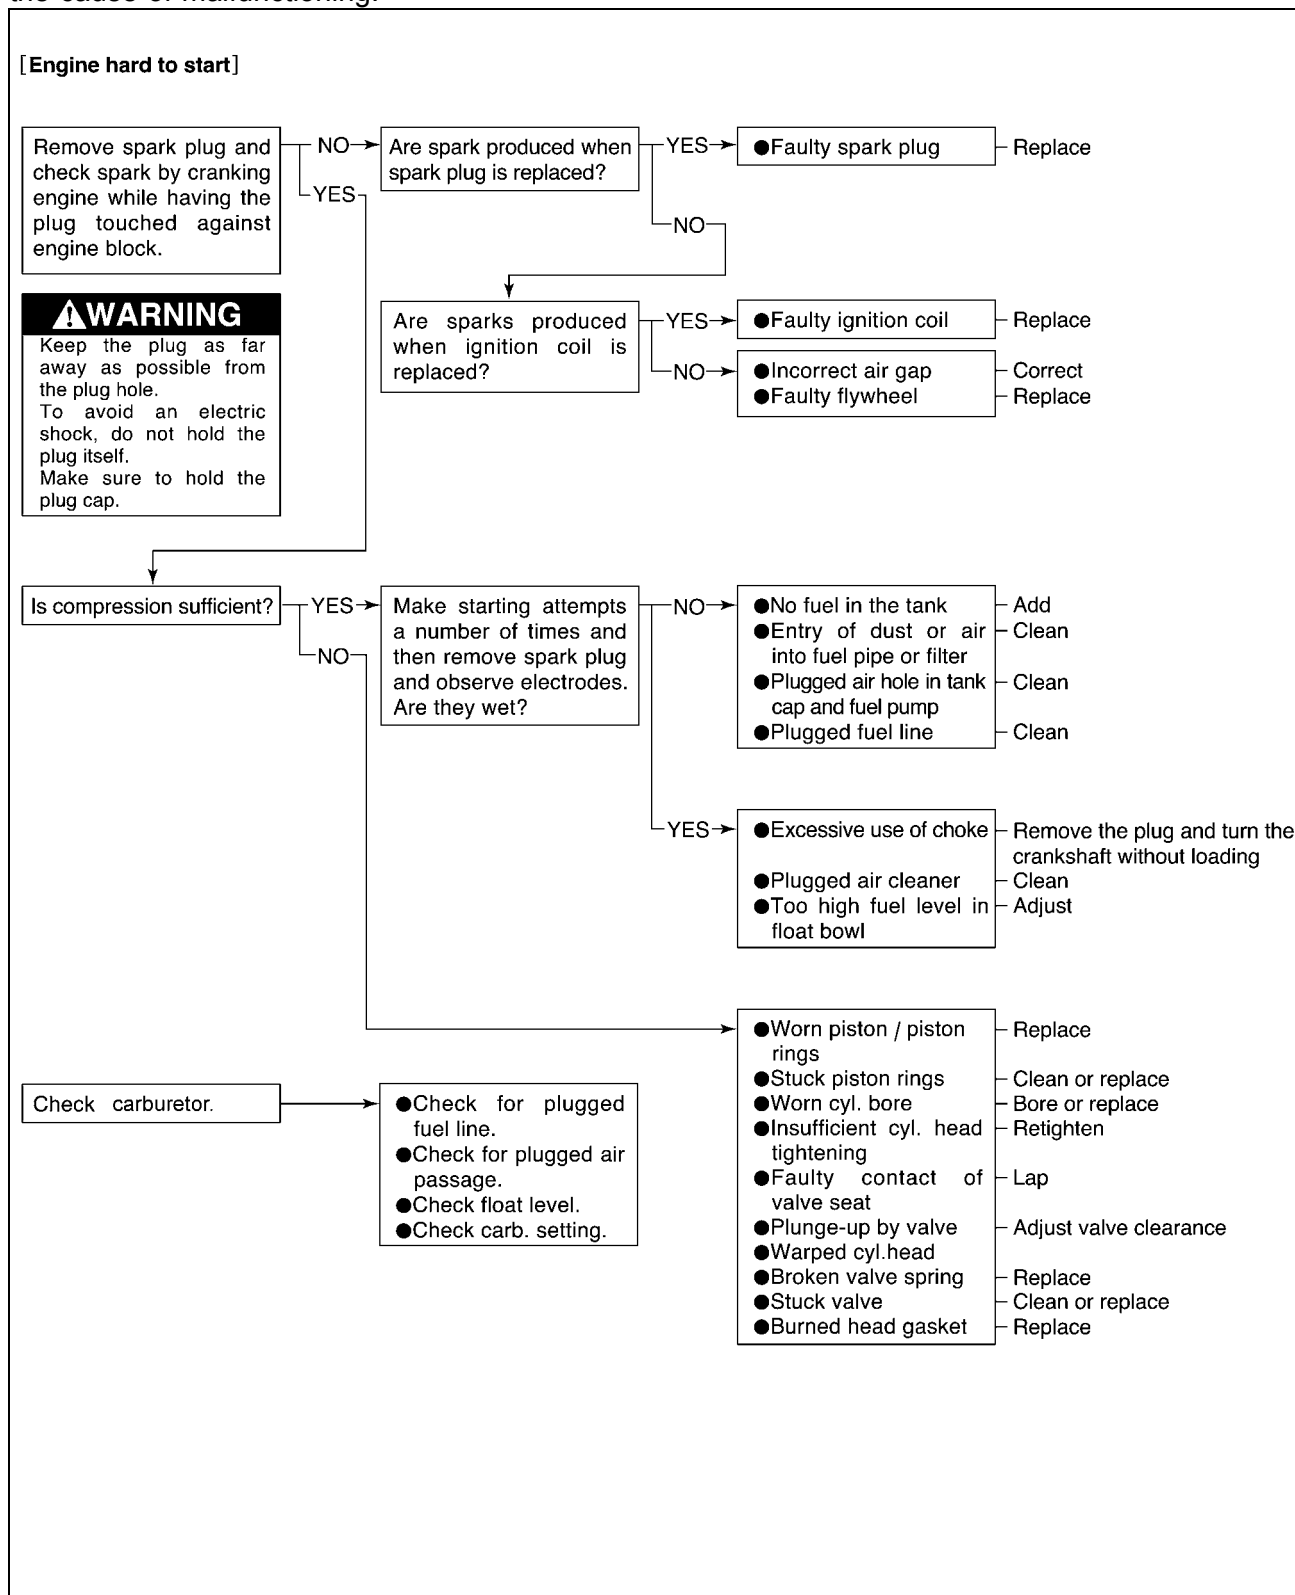 the cause of malfunctioning.
[Engine hard to start]
Remove spark plug and
check spark by cranking
engine while having the
plug touched against
engine block.
NO
YES
Are spark produced when
spark plug is replaced?
YES
NO
●Faulty spark plug
Replace
⚠WARNING
Keep the plug as far
away as possible from
the plug hole.
To avoid an electric
shock, do not hold the
plug itself.
Make sure to hold the
plug cap.
Are sparks produced
when ignition coil is
replaced?
YES
●Faulty ignition coil
Replace
NO
●Incorrect air gap
Correct
●Faulty flywheel
Replace
Is compression sufficient?
YES
NO
Make starting attempts
a number of times and
then remove spark plug
and observe electrodes.
Are they wet?
NO
●No fuel in the tank
Add
●Entry of dust or air
into fuel pipe or filter
Clean
●Plugged air hole in tank
cap and fuel pump
Clean
●Plugged fuel line
Clean
YES
●Excessive use of choke
Remove the plug and turn the
crankshaft without loading
●Plugged air cleaner
Clean
●Too high fuel level in
float bowl
Adjust
●Worn piston / piston
rings
Replace
●Stuck piston rings
Clean or replace
●Worn cyl. bore
Bore or replace
●Insufficient cyl. head
tightening
Retighten
●Faulty contact of
valve seat
Lap
●Plunge-up by valve
Adjust valve clearance
●Warped cyl.head
●Broken valve spring
Replace
●Stuck valve
Clean or replace
●Burned head gasket
Replace
Check carburetor.
●Check for plugged
fuel line.
●Check for plugged air
passage.
●Check float level.
●Check carb. setting.